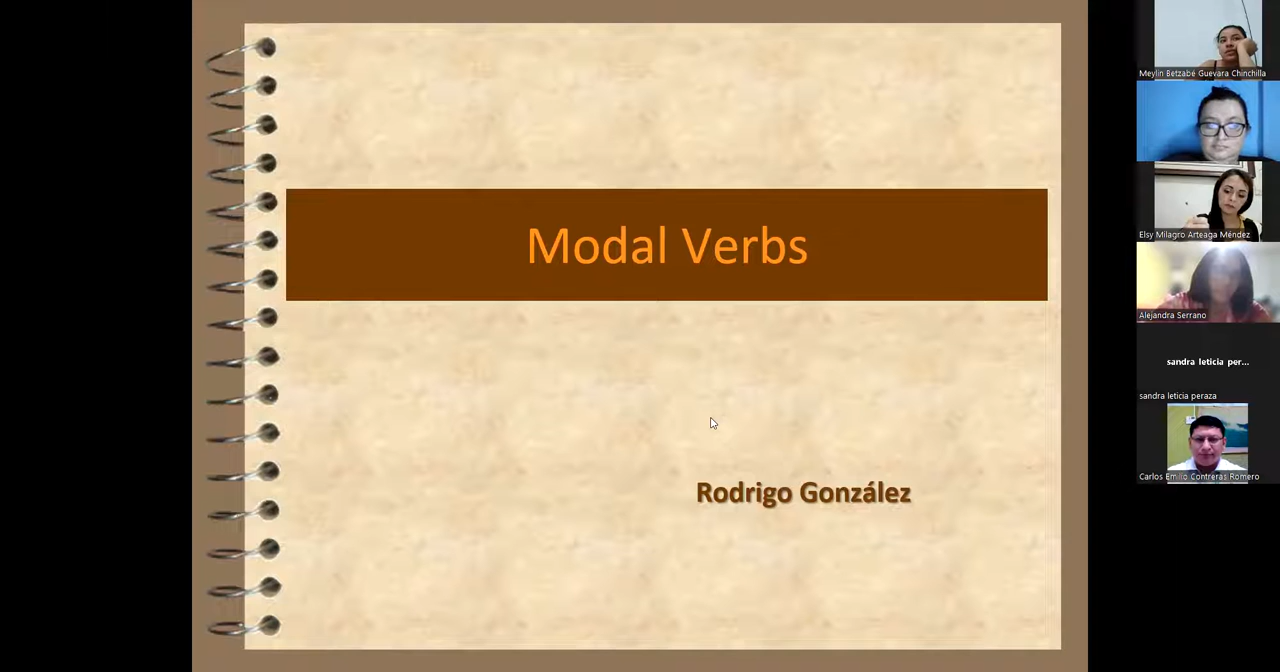 Modal Verbs
Rodrigo González
Meylin Betzabé Guevara Chinchilla
Elsy Milagro Arteaga Méndez
Alejandra Serrano
sandra leticia per...
sandra leticia peraza
Carlos Emilio Contreras Romero